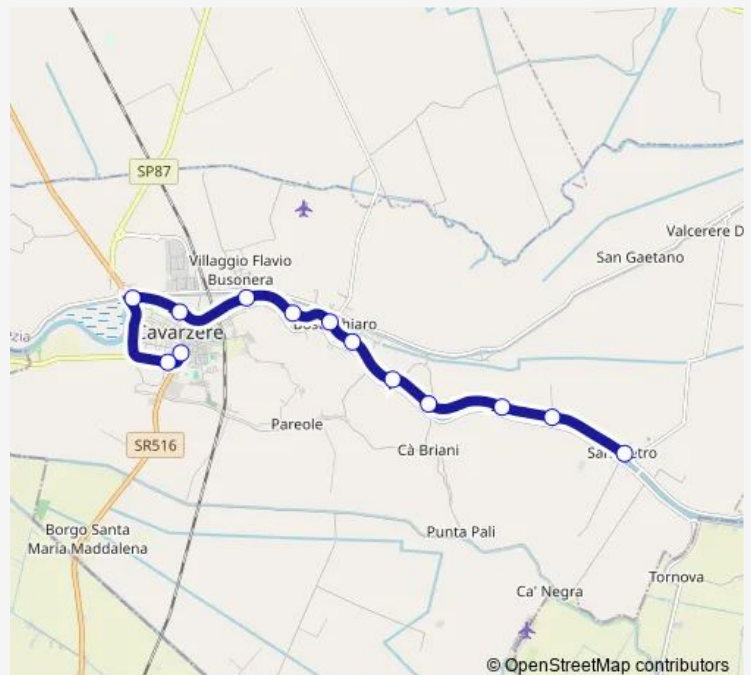 SP87
Valcerere D
San Gaetano
Villaggio Flavio
Busonera
Cavarzere
Pareole
SR516
Cà Briani
Borgo Santa
Maria Maddalena
Punta Pali
Tornova
Ca' Negra
© OpenStreetMap contributors